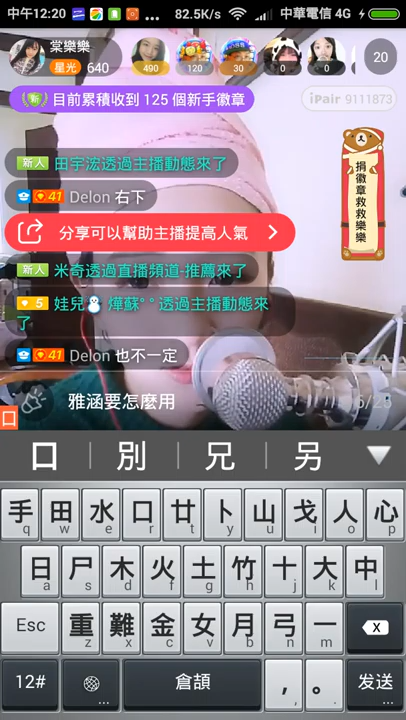 中午12:20
... 82.5K/s 中華電信 4G
棠樂樂
星光 640
490
120
30
0
0
20
新 目前累積收到 125 個新手徽章
iPair 9111873
捐徽章救救樂樂
新人 田宇浤透過主播動態來了
41 Delon 右下
分享可以幫助主播提高人氣
新人 米奇透過直播頻道-推薦來了
5 娃兒⛄ 燁蘇°° 透過主播動態來了
41 Delon 也不一定
雅涵要怎麼用
6/25
口
口 別 兄 另
手 田 水 口 廿 卜 山 戈 人 心
q w e r t y u i o p
日 尸 木 火 土 竹 十 大 中
a s d f g h j k l
Esc 重 難 金 女 月 弓 一
z x c v b n m
12# 倉頡 , 。 发送